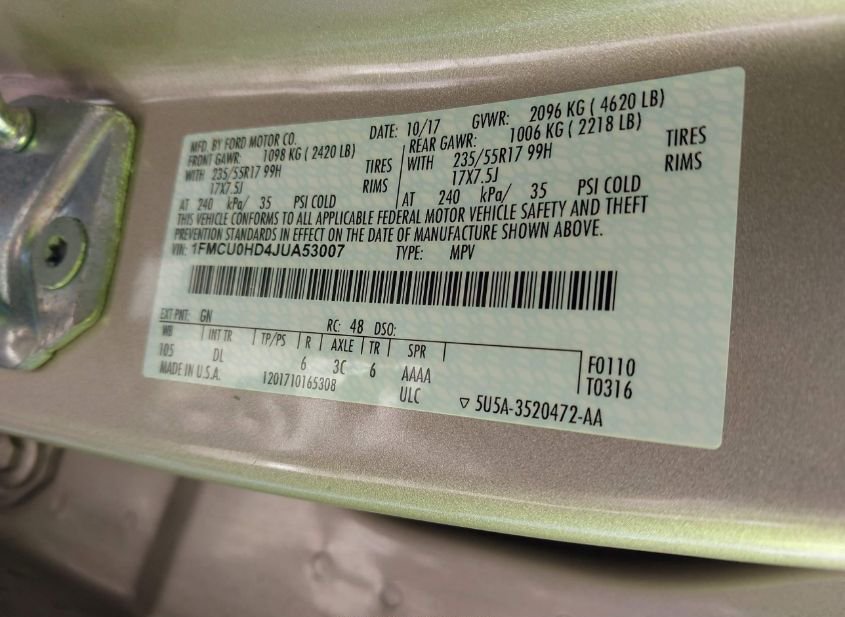 MFD. BY FORD MOTOR CO. DATE: 10/17 GVWR: 2096 KG ( 4620 LB)
FRONT GAWR: 1098 KG ( 2420 LB) REAR GAWR: 1006 KG ( 2218 LB)
WITH 235/55R17 99H TIRES WITH 235/55R17 99H TIRES
17X7.5J RIMS 17X7.5J RIMS
AT 240 kPa/ 35 PSI COLD AT 240 kPa/ 35 PSI COLD
THIS VEHICLE CONFORMS TO ALL APPLICABLE FEDERAL MOTOR VEHICLE SAFETY AND THEFT
PREVENTION STANDARDS IN EFFECT ON THE DATE OF MANUFACTURE SHOWN ABOVE.
VIN: 1FMCU0HD4JUA53007 TYPE: MPV
EXT PNT: GN RC: 48 DSO:
WB INT TR TP/PS R AXLE TR SPR F0110
105 DL 6 3C 6 AAAA T0316
MADE IN U.S.A. 1201710165308 ULC ▽ 5U5A-3520472-AA